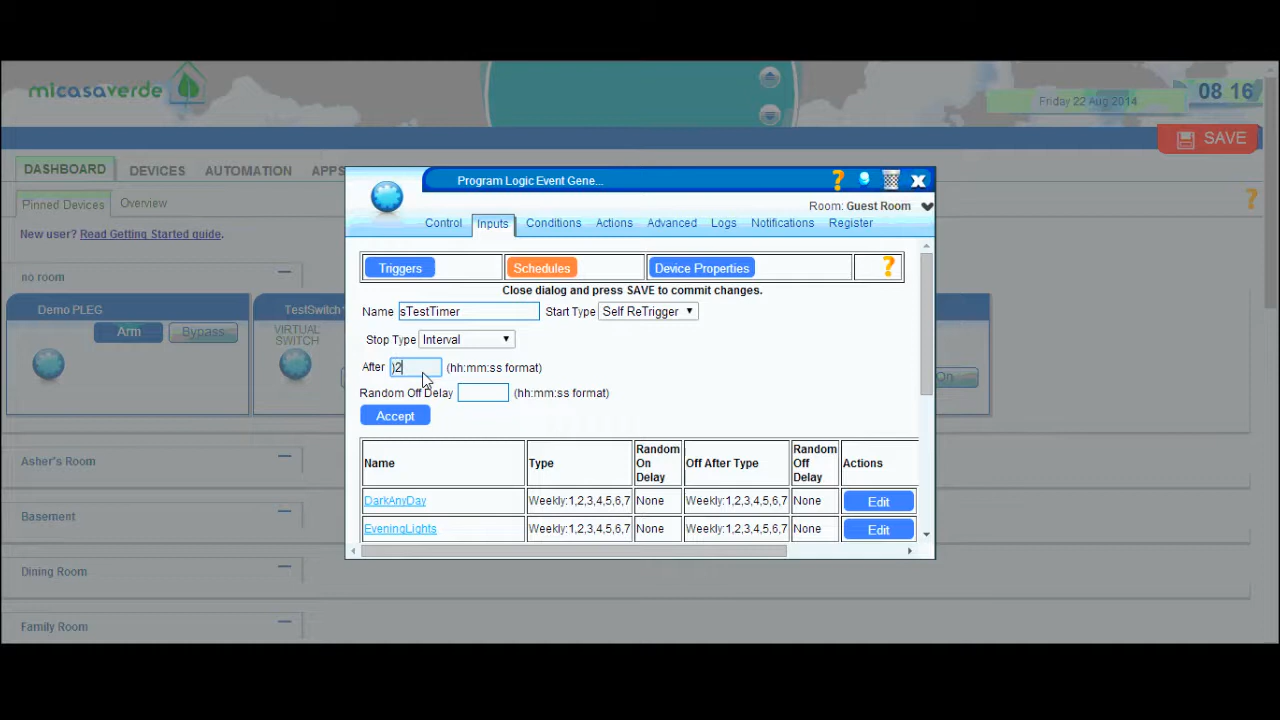 micasaverde
Friday 22 Aug 2014
08 16
SAVE
DASHBOARD DEVICES AUTOMATION APPS
Pinned Devices Overview
New user? Read Getting Started guide.
no room
Demo PLEG
Arm Bypass
TestSwitch
VIRTUAL
SWITCH
On
Asher's Room
Basement
Dining Room
Family Room
Program Logic Event Gene...
Room: Guest Room
Control Inputs Conditions Actions Advanced Logs Notifications Register
Triggers Schedules Device Properties
Close dialog and press SAVE to commit changes.
Name sTestTimer Start Type Self ReTrigger
Stop Type Interval
After )2 (hh:mm:ss format)
Random Off Delay (hh:mm:ss format)
Accept
Name Type Random On Delay Off After Type Random Off Delay Actions
DarkAnyDay Weekly:1,2,3,4,5,6,7 None Weekly:1,2,3,4,5,6,7 None Edit
EveningLights Weekly:1,2,3,4,5,6,7 None Weekly:1,2,3,4,5,6,7 None Edit